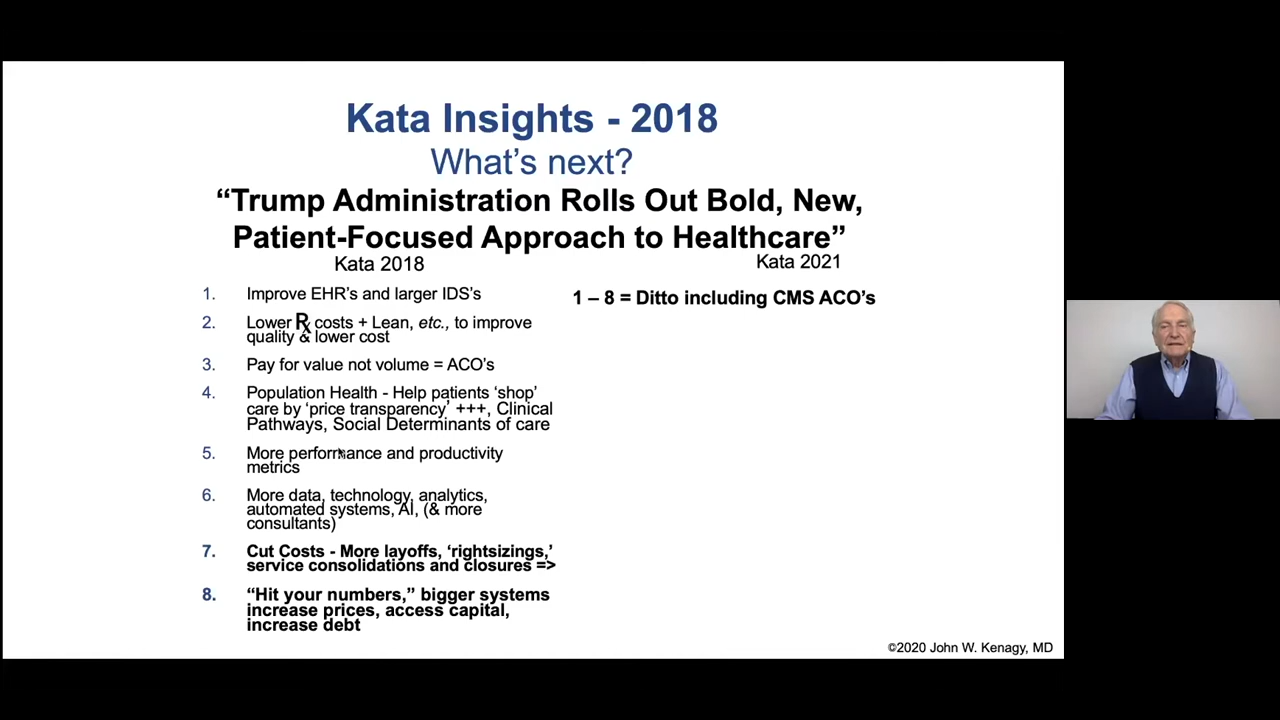 Kata Insights - 2018
What's next?
“Trump Administration Rolls Out Bold, New,
Patient-Focused Approach to Healthcare”
Kata 2018
1. Improve EHR's and larger IDS's
2. Lower ℞ costs + Lean, etc., to improve
quality & lower cost
3. Pay for value not volume = ACO's
4. Population Health - Help patients ‘shop’
care by ‘price transparency’ +++, Clinical
Pathways, Social Determinants of care
5. More performance and productivity
metrics
6. More data, technology, analytics,
automated systems, AI, (& more
consultants)
7. Cut Costs - More layoffs, ‘rightsizings,’
service consolidations and closures =>
8. “Hit your numbers,” bigger systems
increase prices, access capital,
increase debt
Kata 2021
1 – 8 = Ditto including CMS ACO's
©2020 John W. Kenagy, MD